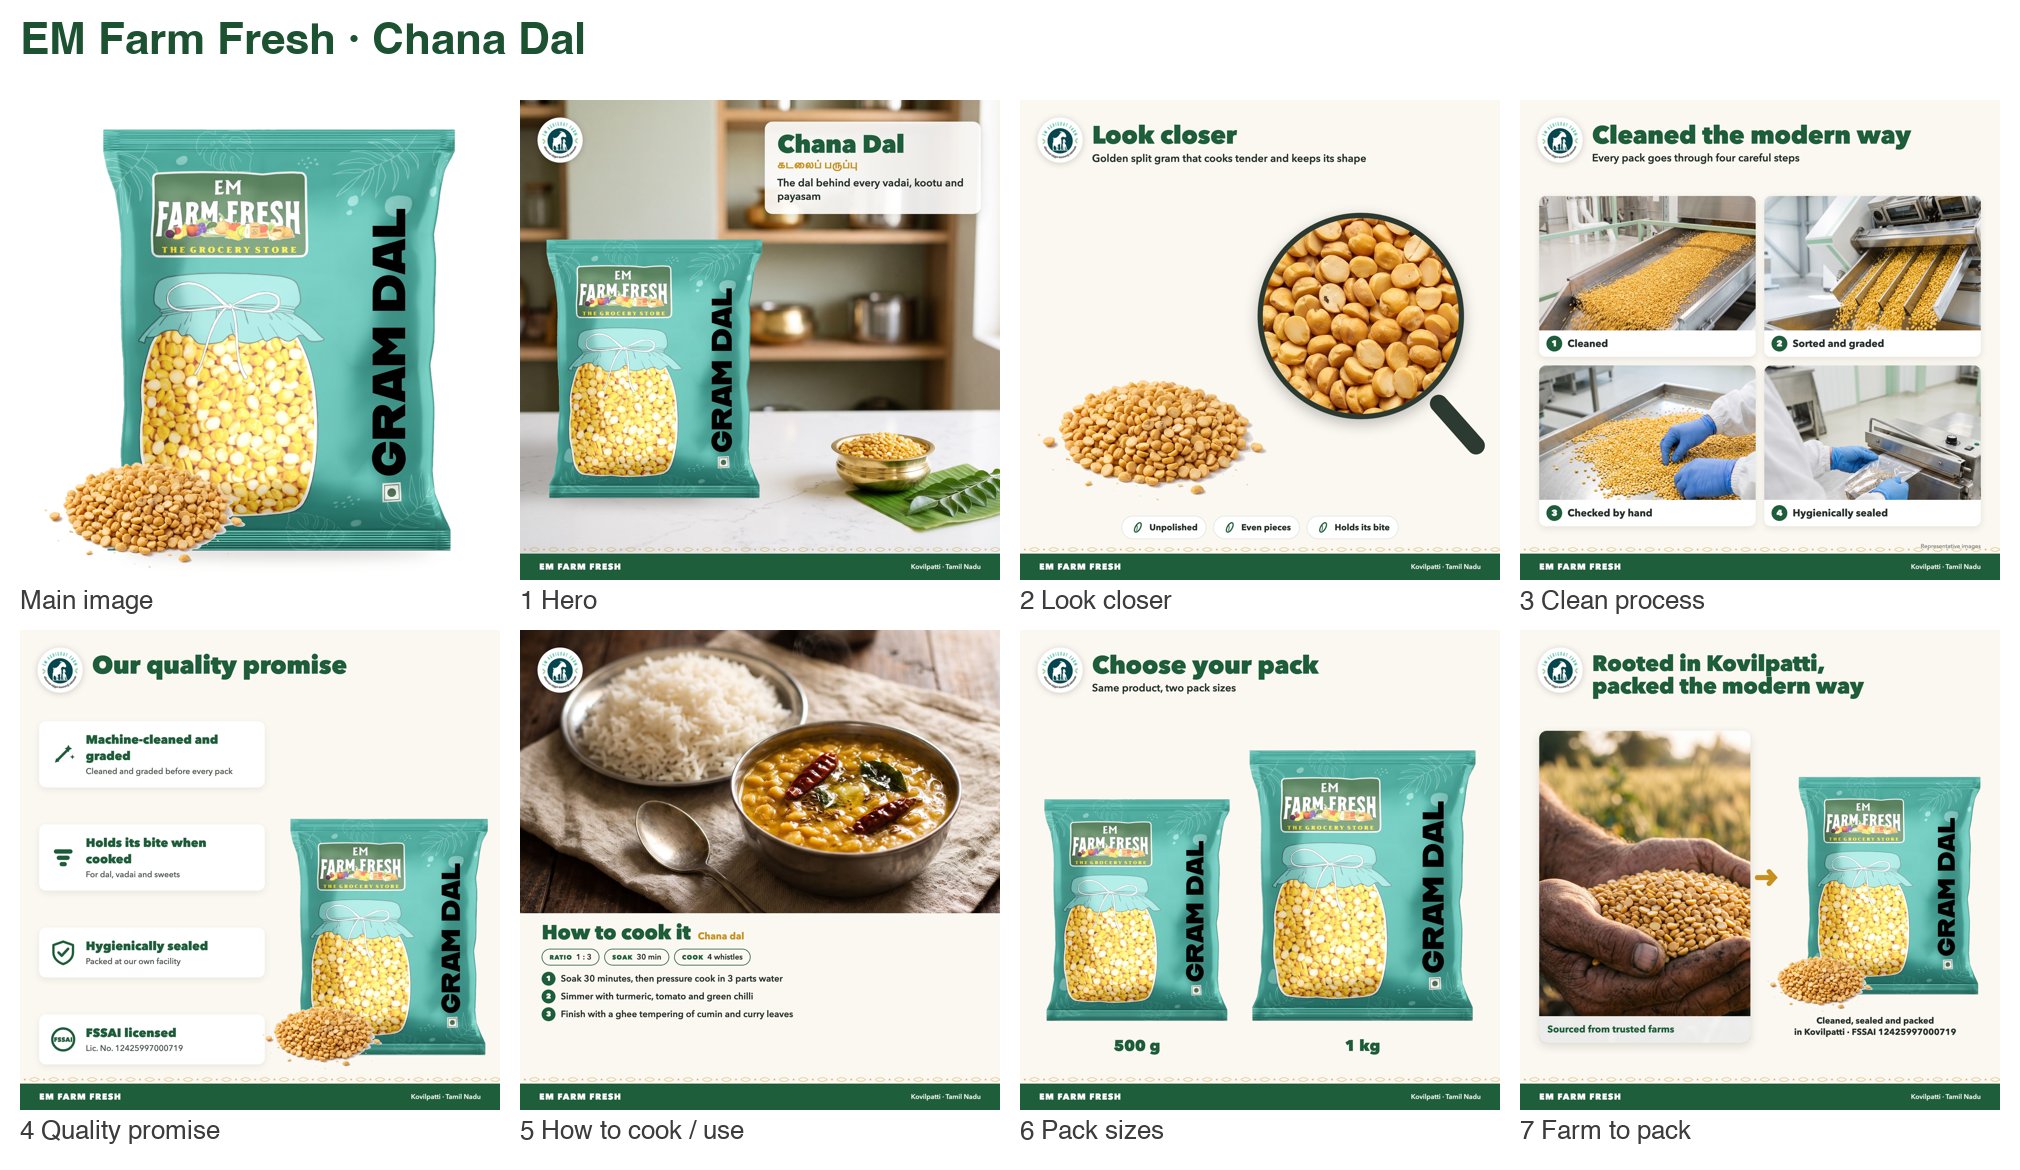 EM Farm Fresh · Chana Dal
EM
FARM FRESH
THE GROCERY STORE
GRAM DAL
Main image
Chana Dal
கடலைப் பருப்பு
The dal behind every vadai, kootu and
payasam
EM
FARM FRESH
THE GROCERY STORE
GRAM DAL
EM FARM FRESH
Kovilpatti · Tamil Nadu
1 Hero
Look closer
Golden split gram that cooks tender and keeps its shape
Unpolished
Even pieces
Holds its bite
EM FARM FRESH
Kovilpatti · Tamil Nadu
2 Look closer
Cleaned the modern way
Every pack goes through four careful steps
1 Cleaned
2 Sorted and graded
3 Checked by hand
4 Hygienically sealed
Representative images
EM FARM FRESH
Kovilpatti · Tamil Nadu
3 Clean process
Our quality promise
Machine-cleaned and
graded
Cleaned and graded before every pack
Holds its bite when
cooked
For dal, vadai and sweets
Hygienically sealed
Packed at our own facility
FSSAI
FSSAI licensed
Lic. No. 12425997000719
EM
FARM FRESH
THE GROCERY STORE
GRAM DAL
EM FARM FRESH
Kovilpatti · Tamil Nadu
4 Quality promise
How to cook it Chana dal
RATIO 1 : 3
SOAK 30 min
COOK 4 whistles
1 Soak 30 minutes, then pressure cook in 3 parts water
2 Simmer with turmeric, tomato and green chilli
3 Finish with a ghee tempering of cumin and curry leaves
EM FARM FRESH
Kovilpatti · Tamil Nadu
5 How to cook / use
Choose your pack
Same product, two pack sizes
EM
FARM FRESH
THE GROCERY STORE
GRAM DAL
EM
FARM FRESH
THE GROCERY STORE
GRAM DAL
500 g
1 kg
EM FARM FRESH
Kovilpatti · Tamil Nadu
6 Pack sizes
Rooted in Kovilpatti,
packed the modern way
Sourced from trusted farms
EM
FARM FRESH
THE GROCERY STORE
GRAM DAL
Cleaned, sealed and packed
in Kovilpatti · FSSAI 12425997000719
EM FARM FRESH
Kovilpatti · Tamil Nadu
7 Farm to pack